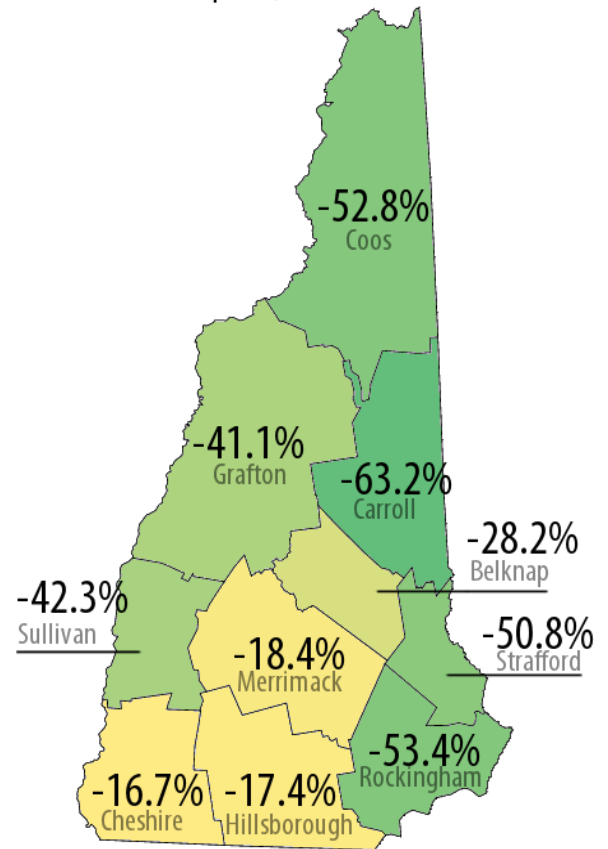 -52.8%
Coos
-41.1%
Grafton
-63.2%
Carroll
-28.2%
Belknap
-42.3%
Sullivan
-50.8%
Strafford
-18.4%
Merrimack
-53.4%
Rockingham
-16.7%
Cheshire
-17.4%
Hillsborough